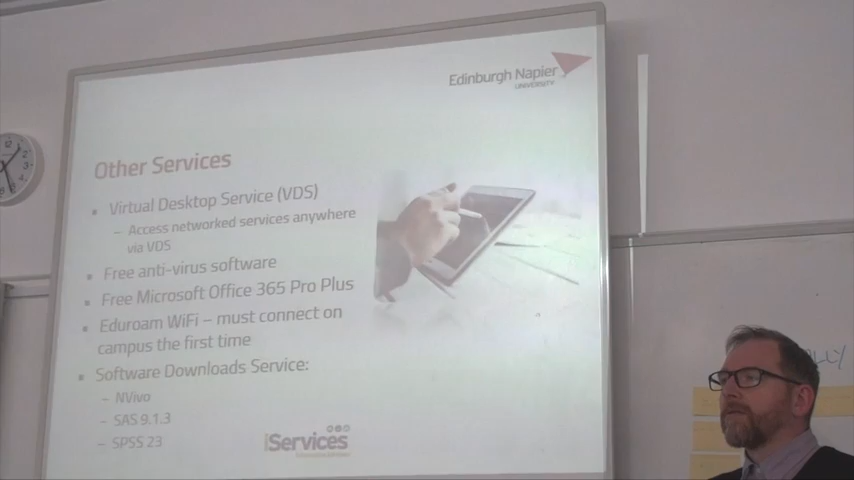 Edinburgh Napier
UNIVERSITY
Other Services
▪ Virtual Desktop Service (VDS)
– Access networked services anywhere
via VDS
▪ Free anti-virus software
▪ Free Microsoft Office 365 Pro Plus
▪ Eduroam WiFi – must connect on
campus the first time
▪ Software Downloads Service:
– NVivo
– SAS 9.1.3
– SPSS 23
iServices